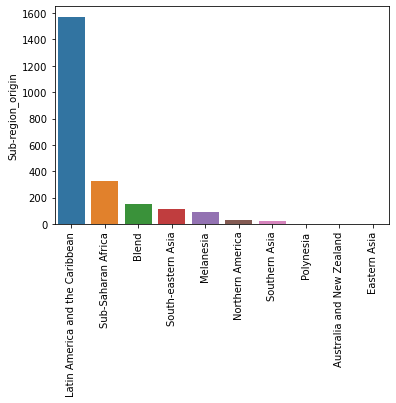 1600
1400
1200
1000
800
600
400
200
0
Sub-region_origin
Latin America and the Caribbean
Sub-Saharan Africa
Blend
South-eastern Asia
Melanesia
Northern America
Southern Asia
Polynesia
Australia and New Zealand
Eastern Asia